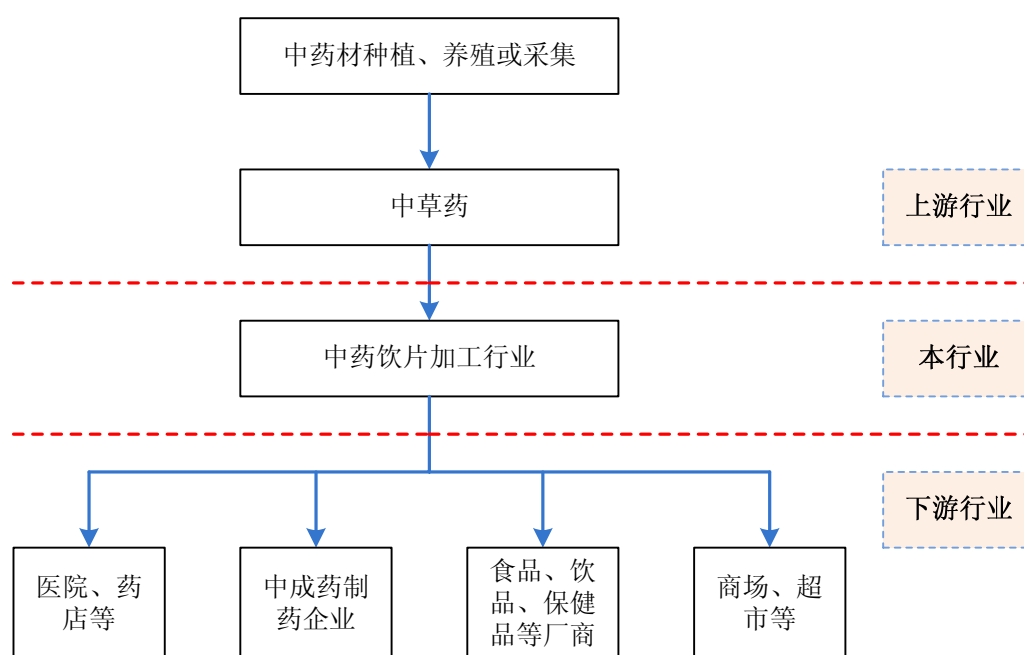 中药材种植、养殖或采集
中草药
上游行业
中药饮片加工行业
本行业
下游行业
医院、药
店等
中成药制
药企业
食品、饮
品、保健
品等厂商
商场、超
市等